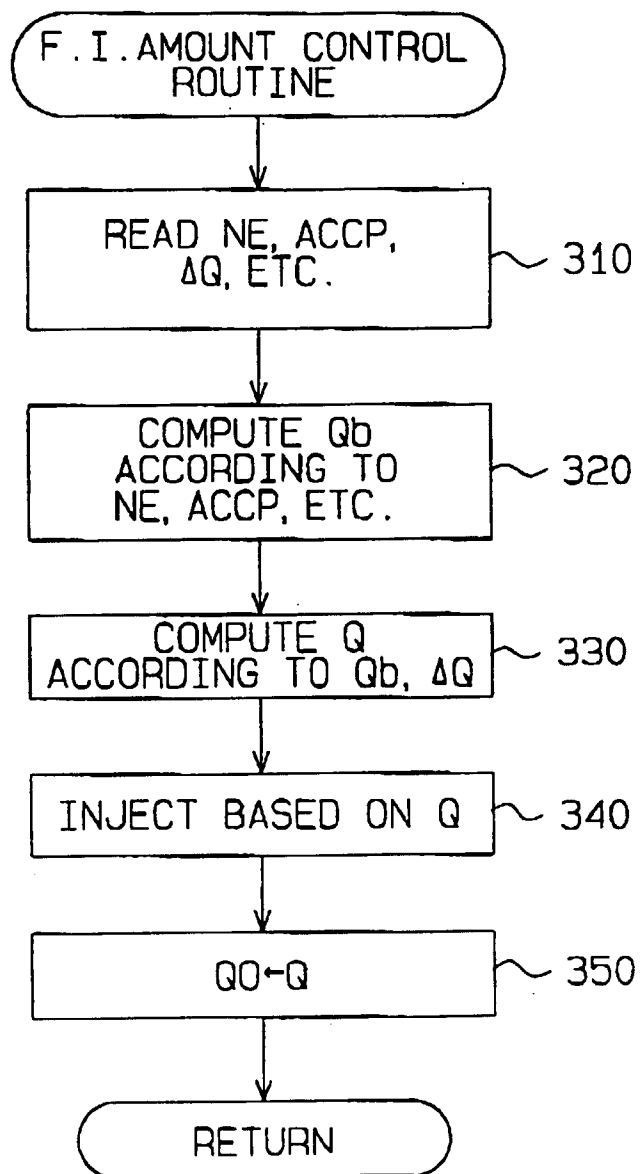 F.I.AMOUNT CONTROL
ROUTINE
READ NE, ACCP,
ΔQ, ETC.
310
COMPUTE Qb
ACCORDING TO
NE, ACCP, ETC.
320
COMPUTE Q
ACCORDING TO Qb, ΔQ
330
INJECT BASED ON Q
340
QO←Q
350
RETURN